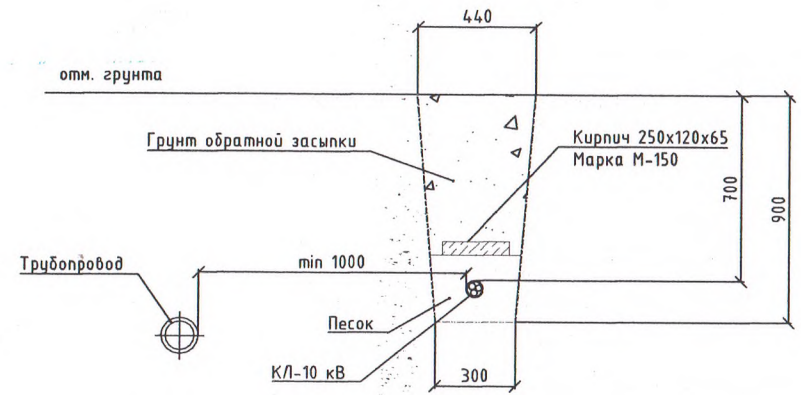 440
отм. грунта
Грунт обратной засыпки
Кирпич 250х120х65
Марка М-150
700
900
Трубопровод
min 1000
Песок
КЛ-10 кВ
300